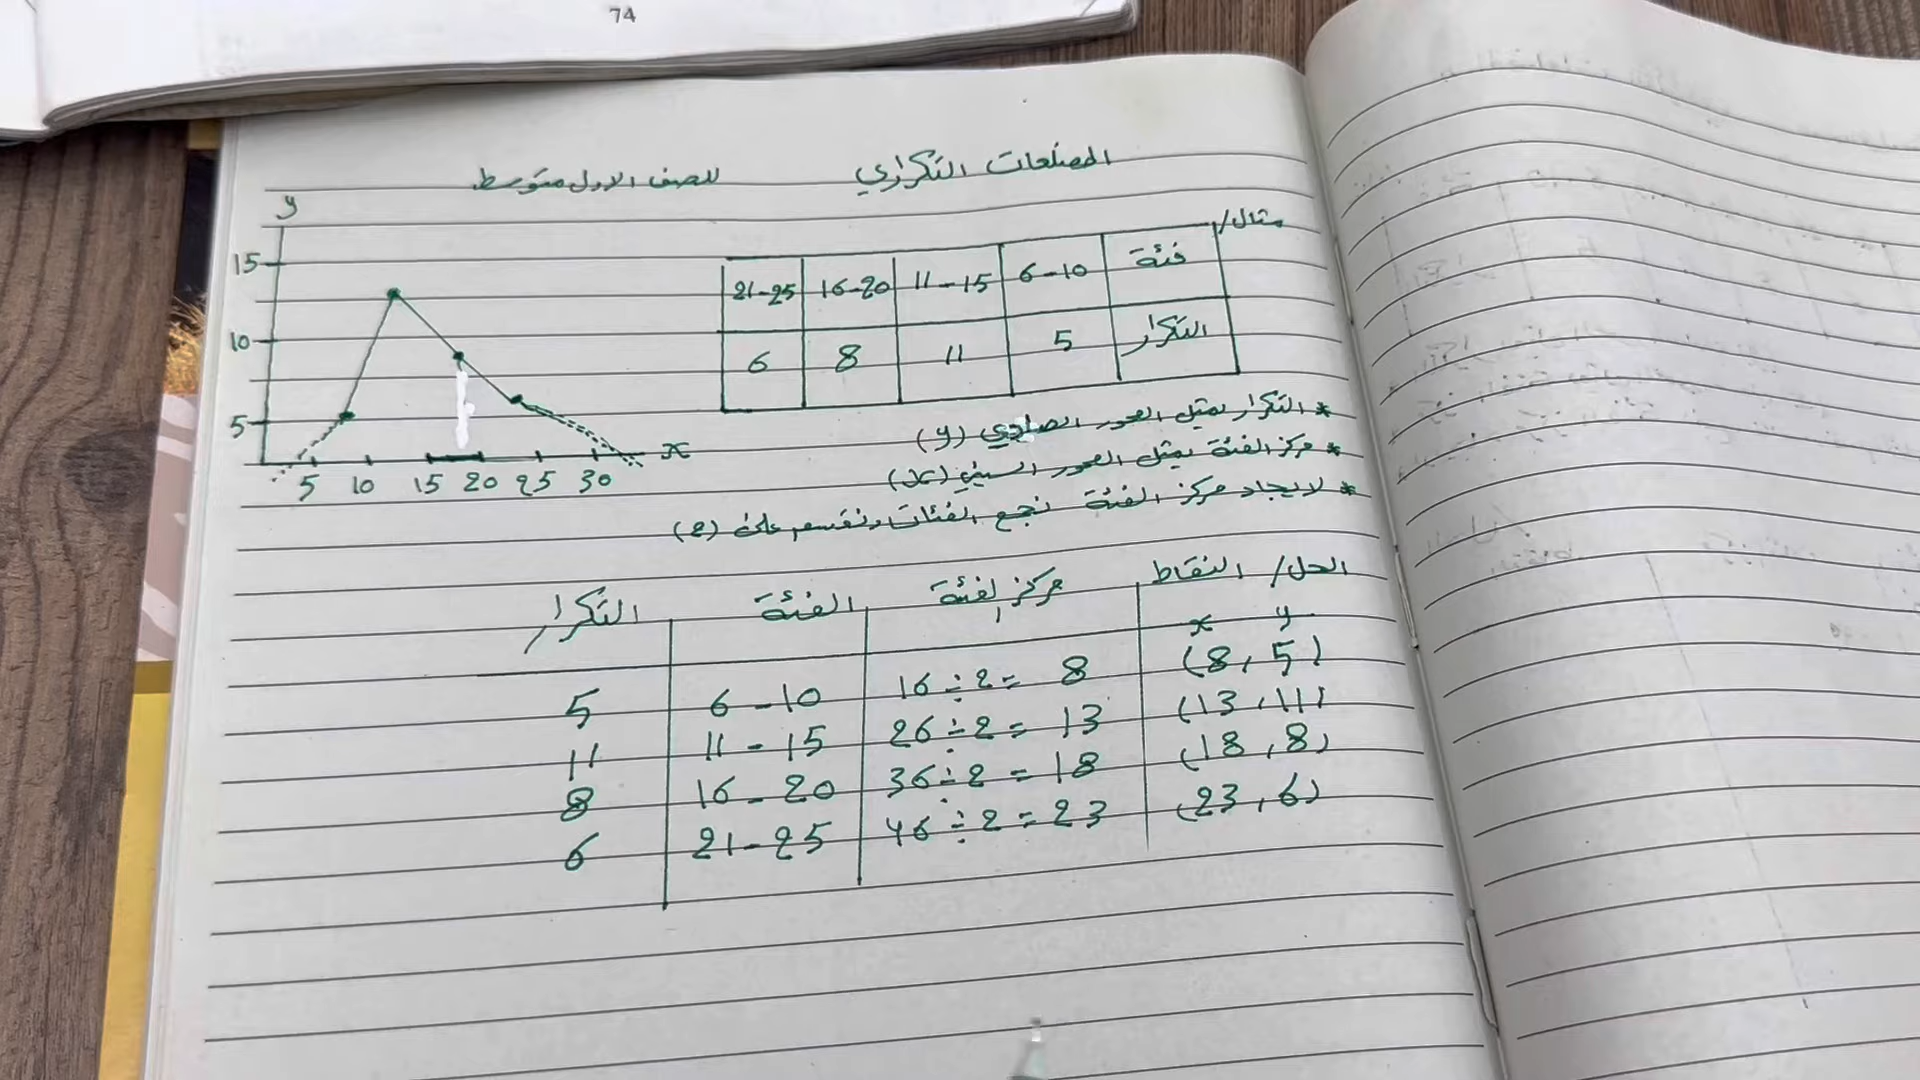 74
المضلعات التكراري للصف الاول متوسط
مثال/
فئة 6-10 11-15 16-20 21-25
التكرار 5 11 8 6
y
15
10
5
5 10 15 20 25 30 x
* التكرار يمثل المحور الصادي (y)
* مركز الفئة يمثل المحور السيني (x)
* لايجاد مركز الفئة نجمع الفئات ونقسم على (2)
الحل/ النقاط مركز لفئة الفئة التكرار
x y
5 6-10 16÷2= 8 (8, 5)
11 11-15 26÷2= 13 (13, 11)
8 16-20 36÷2= 18 (18, 8)
6 21-25 46÷2= 23 (23, 6)